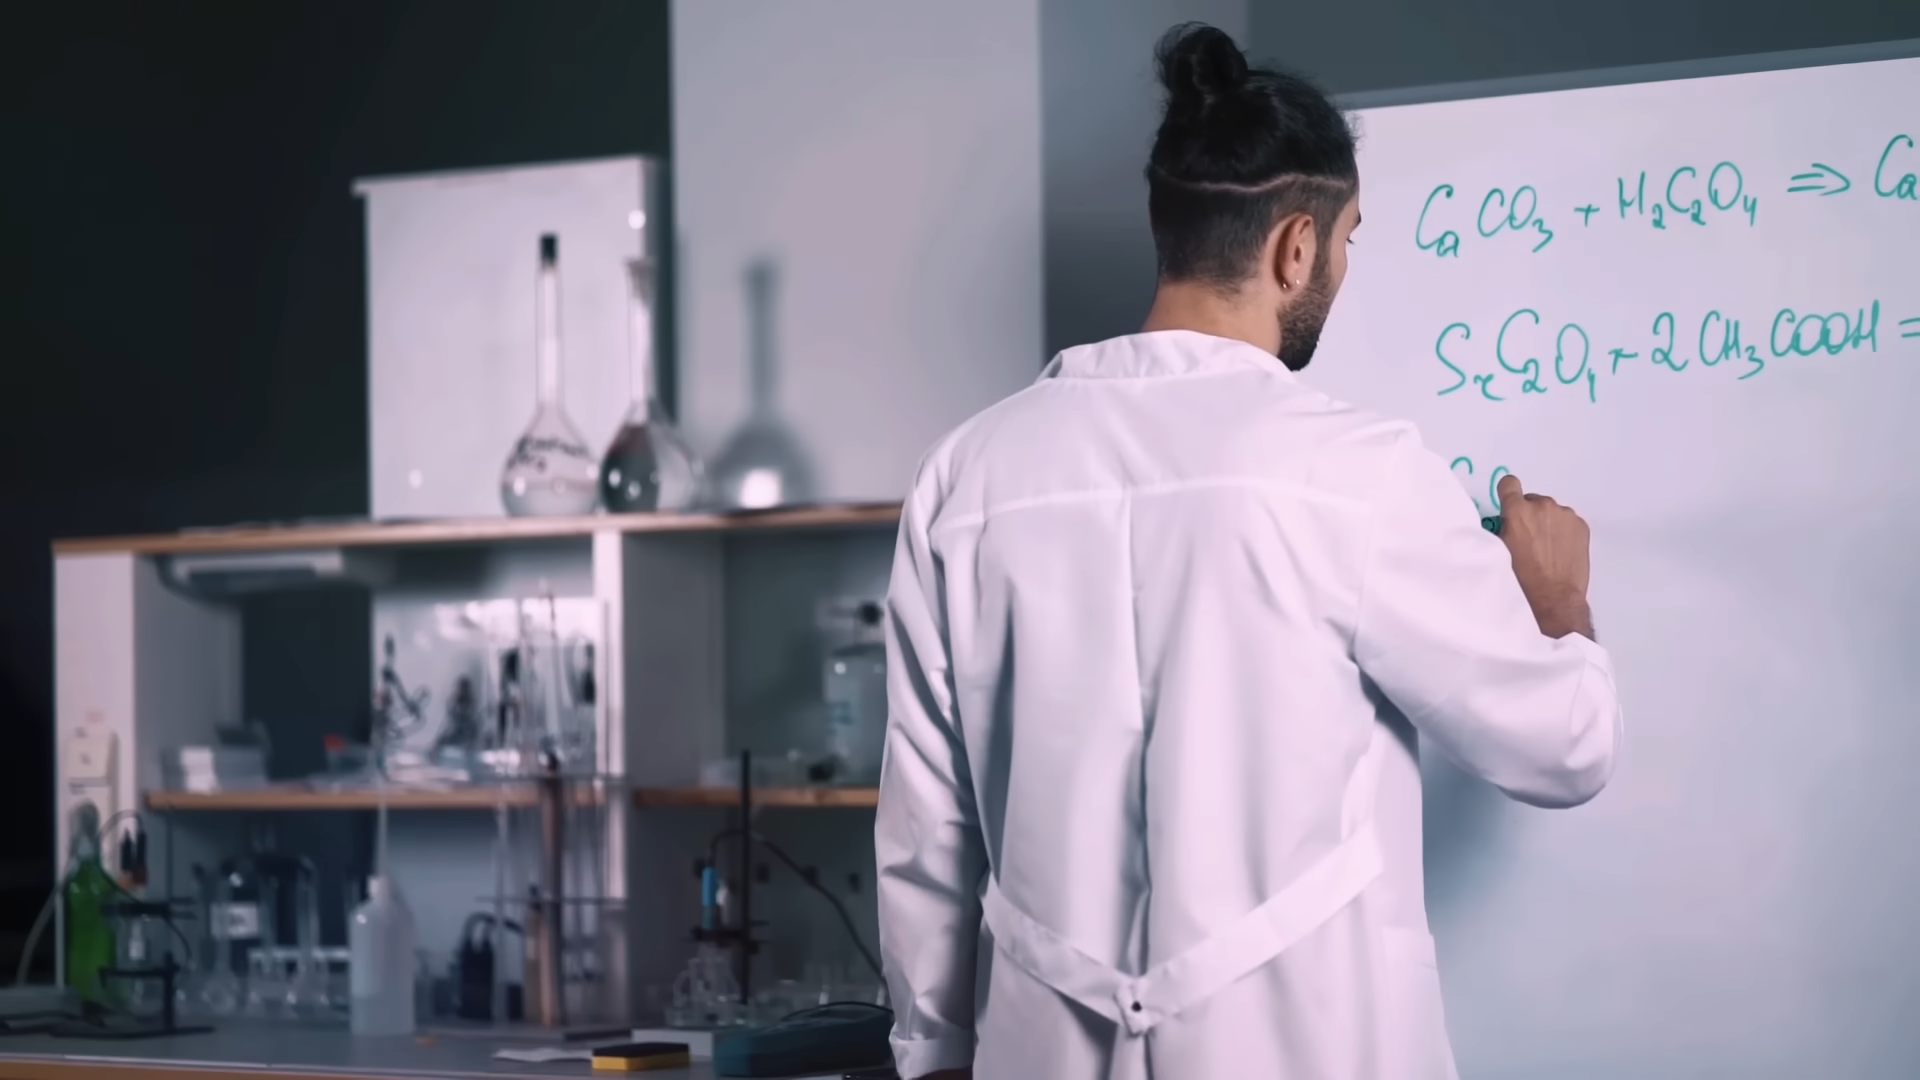 CaCO₃ + H₂C₂O₄ ⇒ Ca
SrC₂O₄ + 2CH₃COOH =